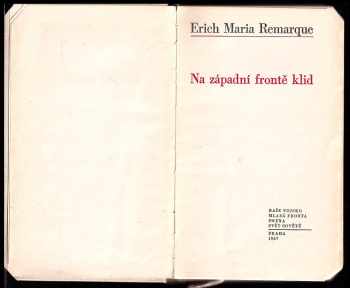 Erich Maria Remarque
Na západní frontě klid
NAŠE VOJSKO
MLADÁ FRONTA
PRÁCE
SVĚT SOVĚTŮ
PRAHA
1967